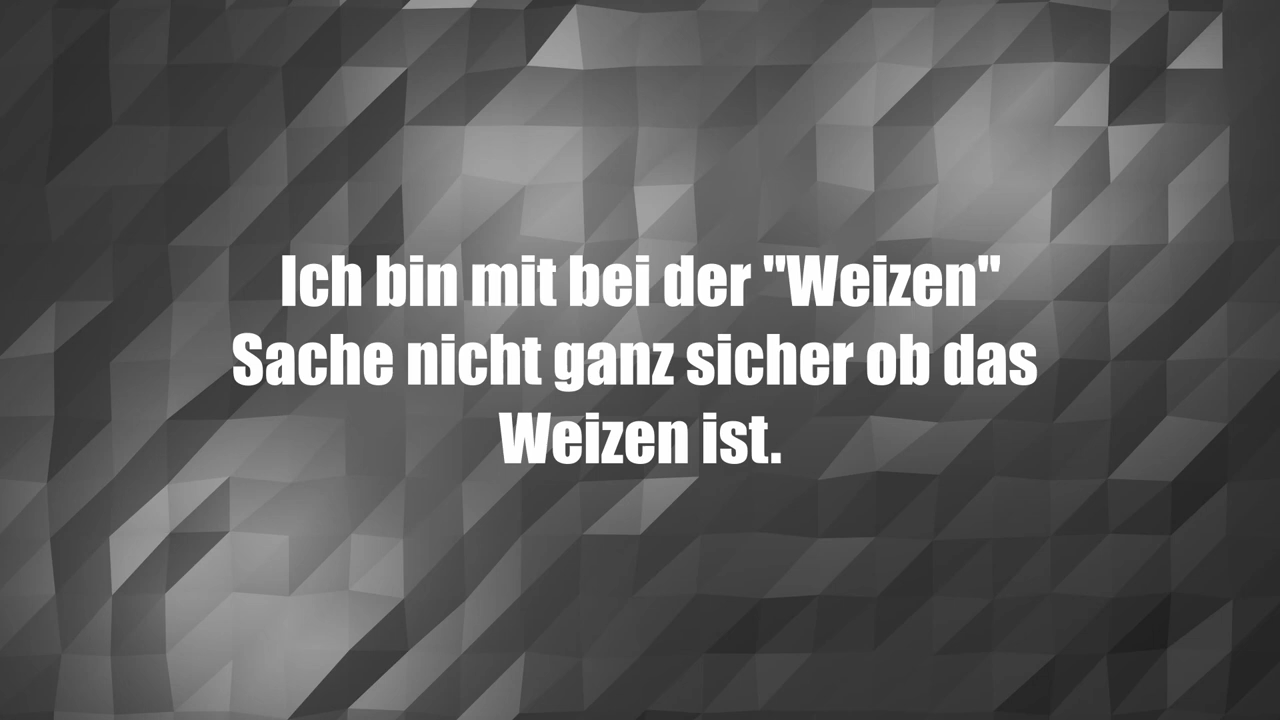 Ich bin mit bei der "Weizen"
Sache nicht ganz sicher ob das
Weizen ist.